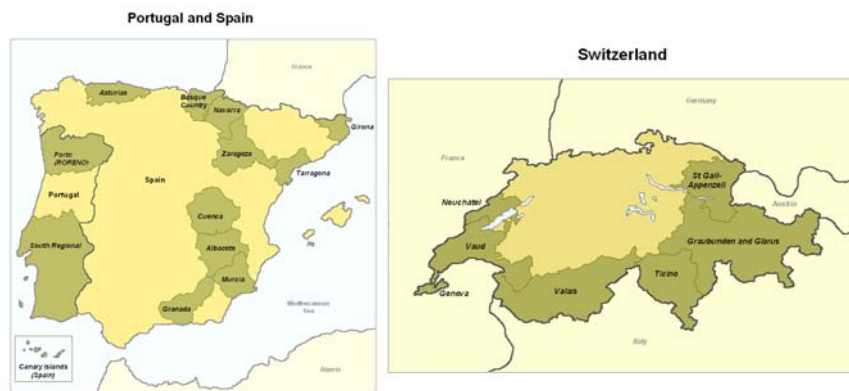 Portugal and Spain
France
Asturias
Basque
Country
Navarra
Girona
Porto
(RORENO)
Zaragoza
Tarragona
Portugal
Spain
Cuenca
South Regional
Albacete
Murcia
Granada
Mediterranean
Sea
Canary Islands
(Spain)
Algeria
Switzerland
Germany
France
St Gall-
Appenzell
Neuchatel
Austria
Vaud
Graubunden and Glarus
Geneva
Valais
Ticino
Italy